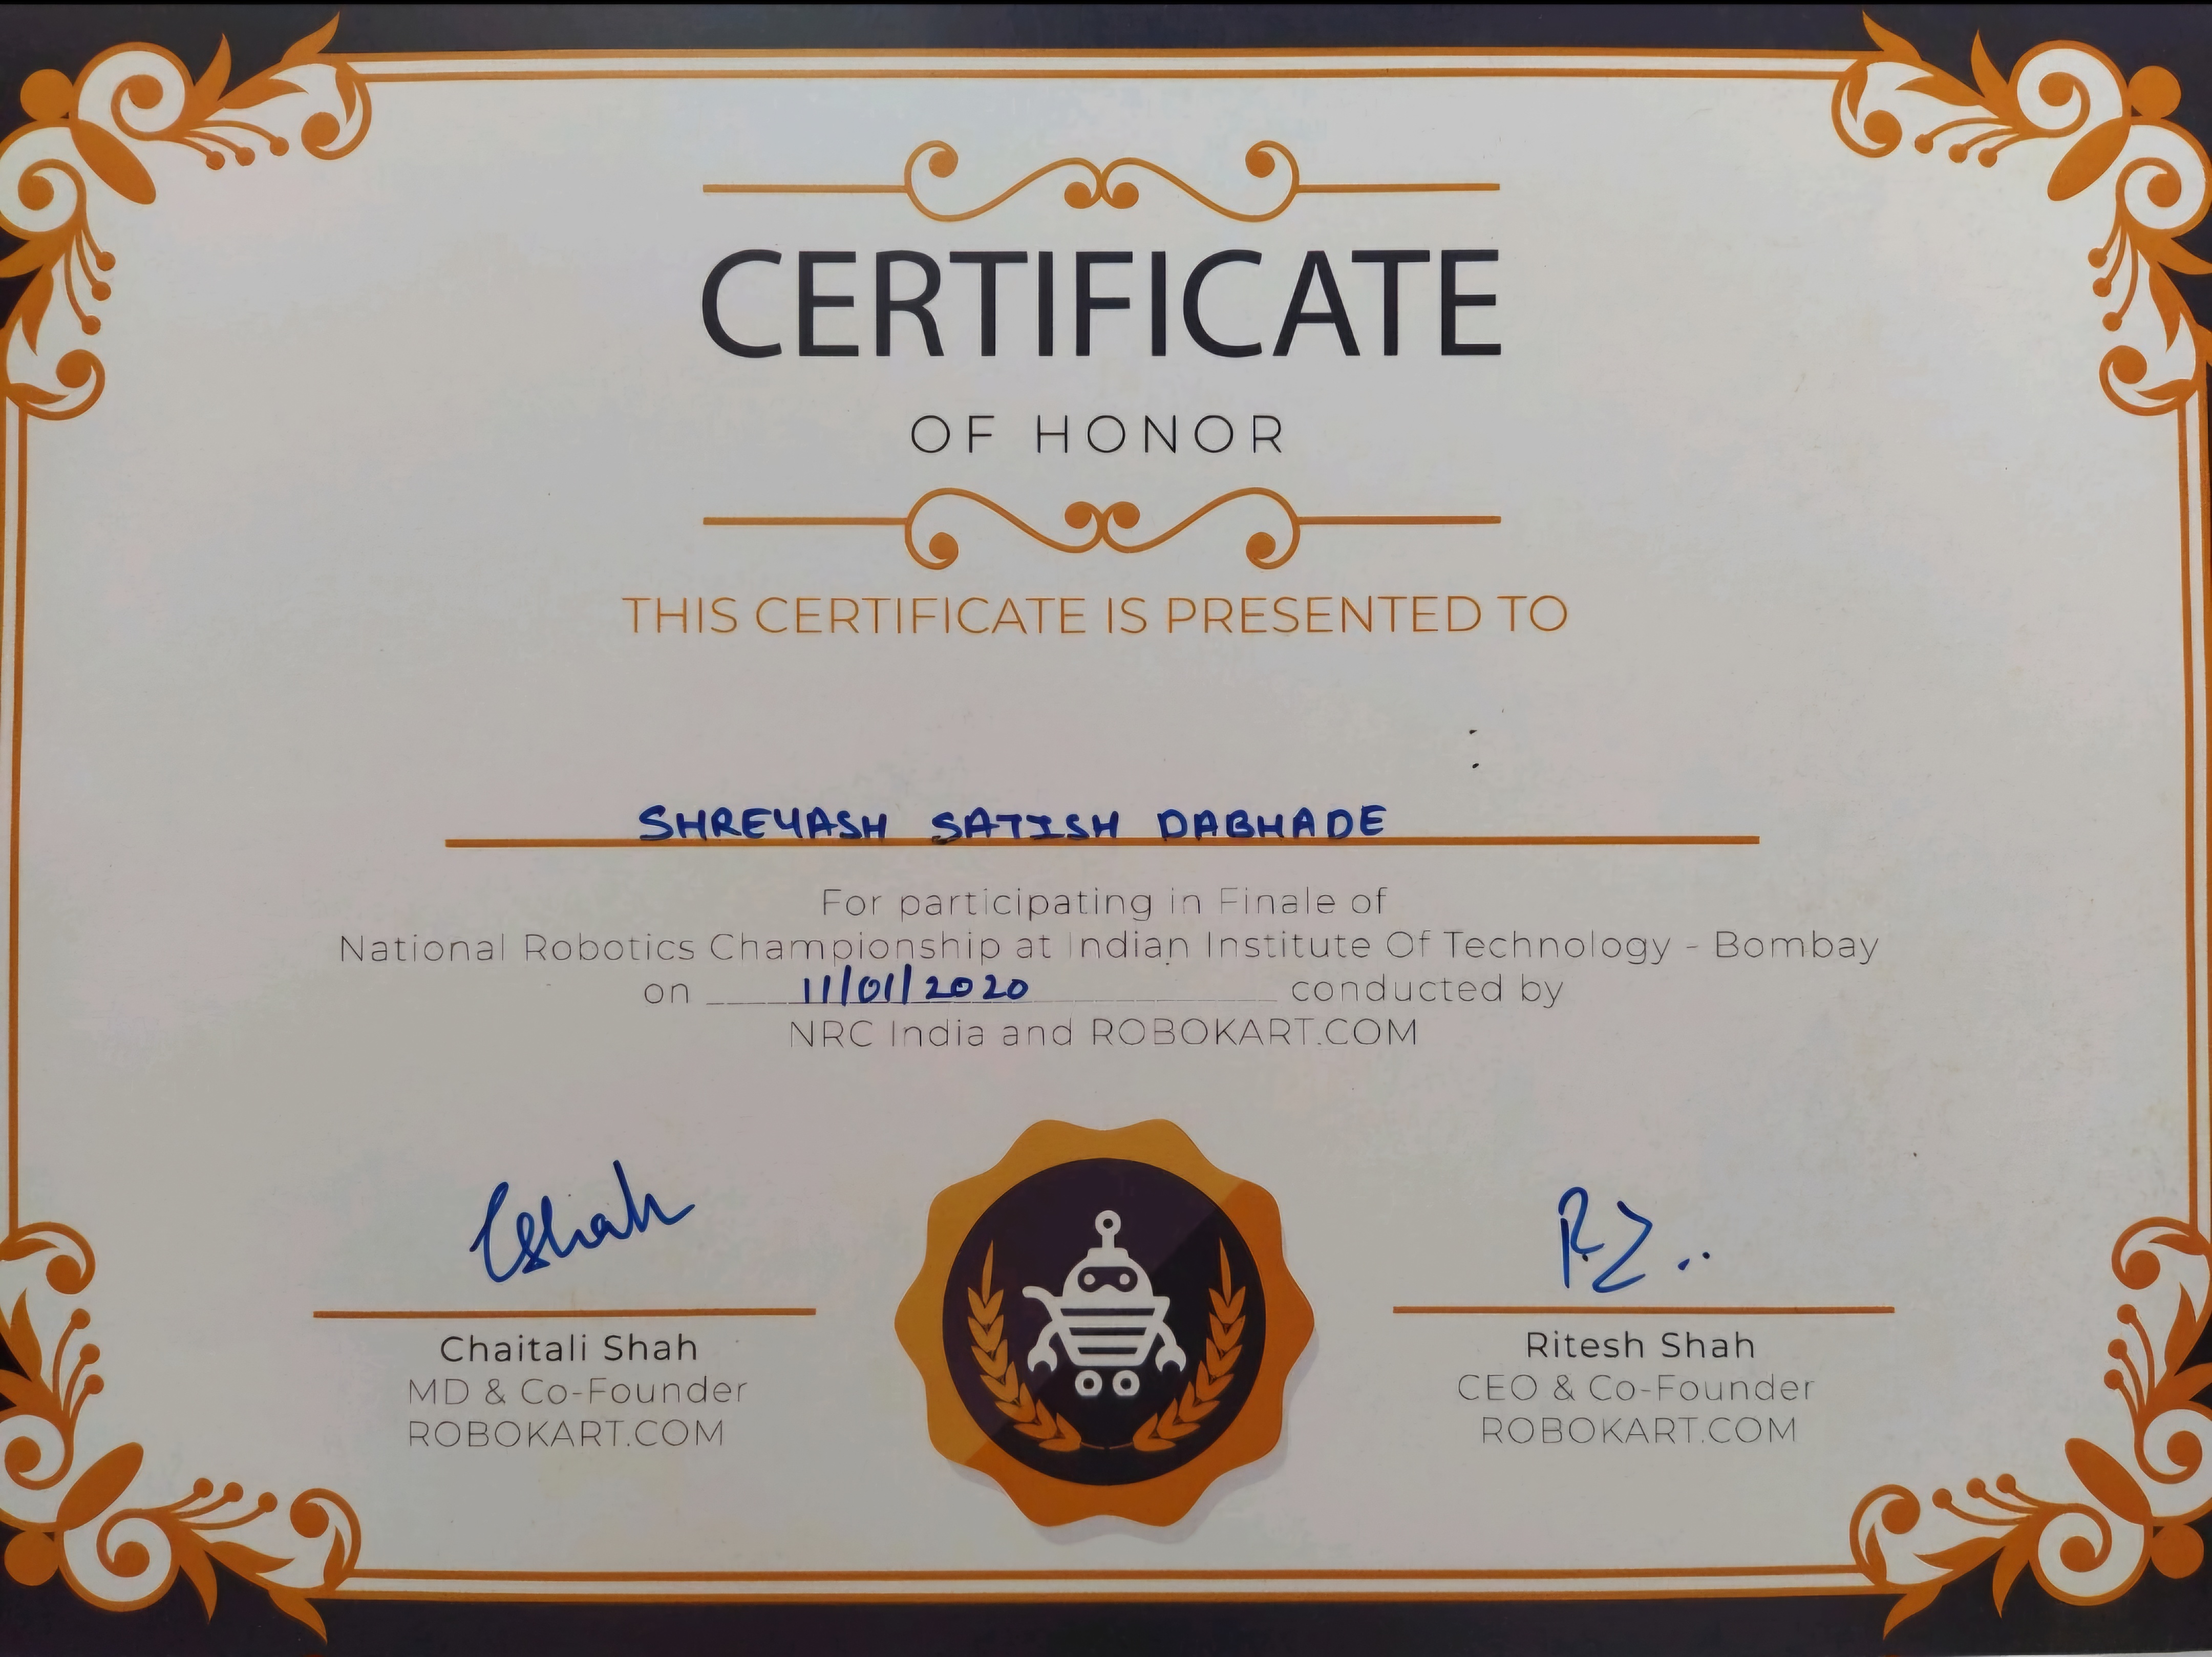 CERTIFICATE
OF HONOR
THIS CERTIFICATE IS PRESENTED TO
SHREYASH SATISH DABHADE
For participating in Finale of
National Robotics Championship at Indian Institute Of Technology - Bombay
on 11/01/2020 conducted by
NRC India and ROBOKART.COM
Chaitali Shah
MD & Co-Founder
ROBOKART.COM
Ritesh Shah
CEO & Co-Founder
ROBOKART.COM